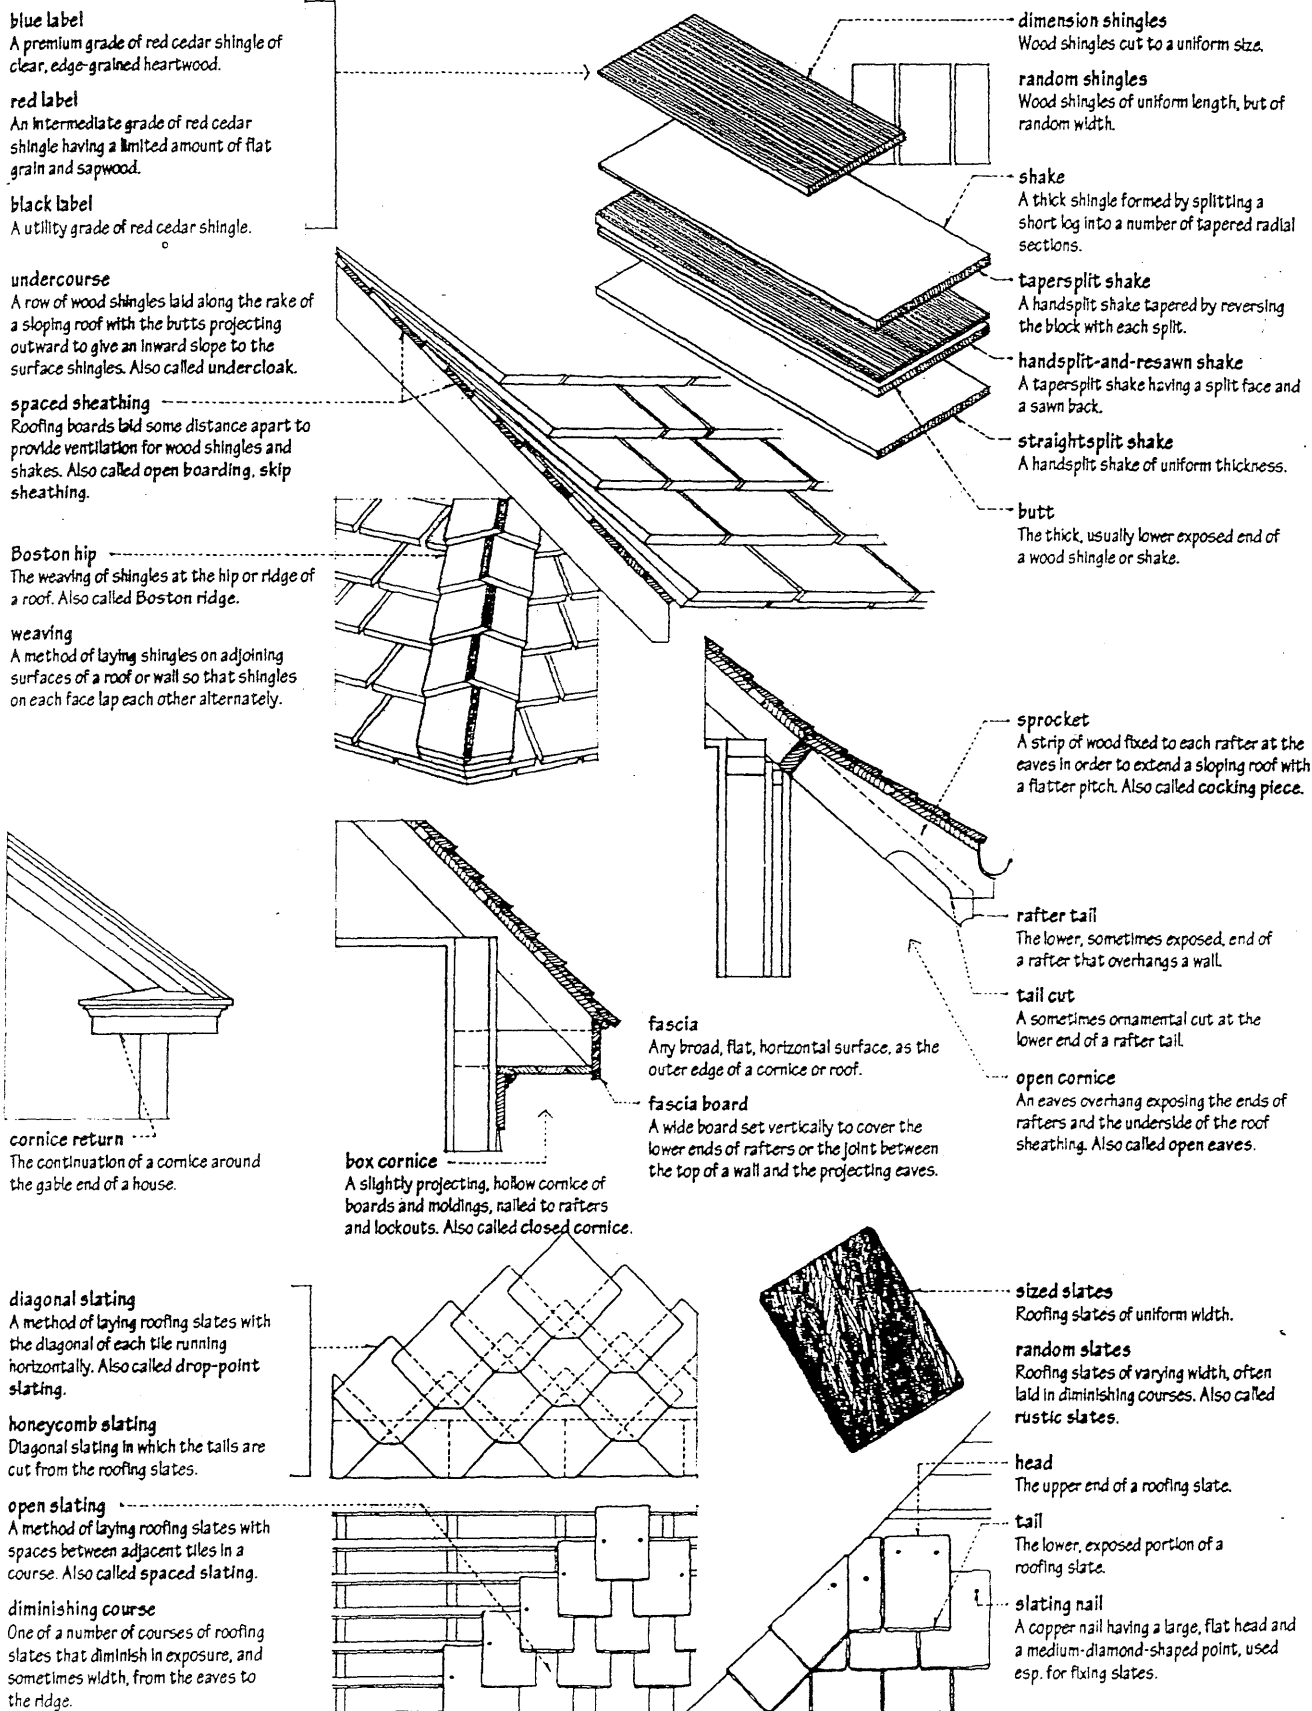 blue label
A premium grade of red cedar shingle of
clear, edge-grained heartwood.
red label
An intermediate grade of red cedar
shingle having a limited amount of flat
grain and sapwood.
black label
A utility grade of red cedar shingle.
undercourse
A row of wood shingles laid along the rake of
a sloping roof with the butts projecting
outward to give an inward slope to the
surface shingles. Also called undercloak.
spaced sheathing
Roofing boards laid some distance apart to
provide ventilation for wood shingles and
shakes. Also called open boarding, skip
sheathing.
Boston hip
The weaving of shingles at the hip or ridge of
a roof. Also called Boston ridge.
weaving
A method of laying shingles on adjoining
surfaces of a roof or wall so that shingles
on each face lap each other alternately.
dimension shingles
Wood shingles cut to a uniform size.
random shingles
Wood shingles of uniform length, but of
random width.
shake
A thick shingle formed by splitting a
short log into a number of tapered radial
sections.
tapersplit shake
A handsplit shake tapered by reversing
the block with each split.
handsplit-and-resawn shake
A tapersplit shake having a split face and
a sawn back.
straightsplit shake
A handsplit shake of uniform thickness.
butt
The thick, usually lower exposed end of
a wood shingle or shake.
sprocket
A strip of wood fixed to each rafter at the
eaves in order to extend a sloping roof with
a flatter pitch. Also called cocking piece.
rafter tail
The lower, sometimes exposed, end of
a rafter that overhangs a wall.
tail cut
A sometimes ornamental cut at the
lower end of a rafter tail.
open cornice
An eaves overhang exposing the ends of
rafters and the underside of the roof
sheathing. Also called open eaves.
fascia
Any broad, flat, horizontal surface, as the
outer edge of a cornice or roof.
fascia board
A wide board set vertically to cover the
lower ends of rafters or the joint between
the top of a wall and the projecting eaves.
cornice return
The continuation of a cornice around
the gable end of a house.
box cornice
A slightly projecting, hollow cornice of
boards and moldings, nailed to rafters
and lockouts. Also called closed cornice.
diagonal slating
A method of laying roofing slates with
the diagonal of each tile running
horizontally. Also called drop-point
slating.
honeycomb slating
Diagonal slating in which the tails are
cut from the roofing slates.
open slating
A method of laying roofing slates with
spaces between adjacent tiles in a
course. Also called spaced slating.
diminishing course
One of a number of courses of roofing
slates that diminish in exposure, and
sometimes width, from the eaves to
the ridge.
sized slates
Roofing slates of uniform width.
random slates
Roofing slates of varying width, often
laid in diminishing courses. Also called
rustic slates.
head
The upper end of a roofing slate.
tail
The lower, exposed portion of a
roofing slate.
slating nail
A copper nail having a large, flat head and
a medium-diamond-shaped point, used
esp. for fixing slates.